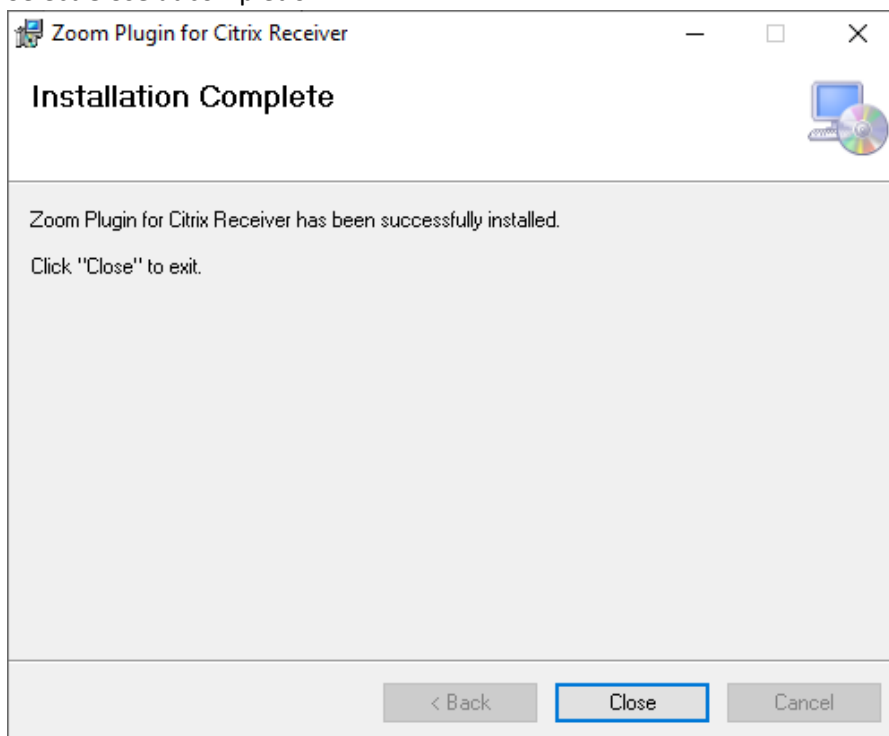 Zoom Plugin for Citrix Receiver
Installation Complete
Zoom Plugin for Citrix Receiver has been successfully installed.
Click "Close" to exit.
< Back Close Cancel